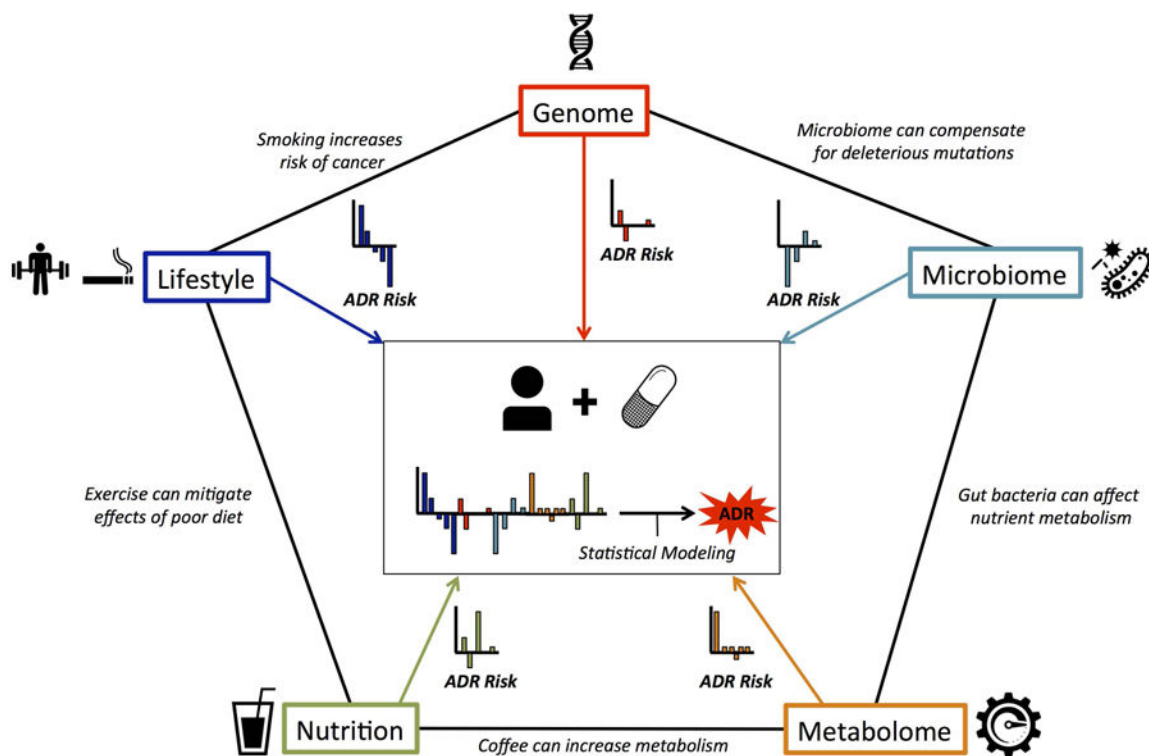 Genome
Smoking increases
risk of cancer
Microbiome can compensate
for deleterious mutations
ADR Risk
Lifestyle
ADR Risk
ADR Risk
Microbiome
+
Exercise can mitigate
effects of poor diet
Gut bacteria can affect
nutrient metabolism
ADR
Statistical Modeling
ADR Risk
ADR Risk
Nutrition
Metabolome
Coffee can increase metabolism